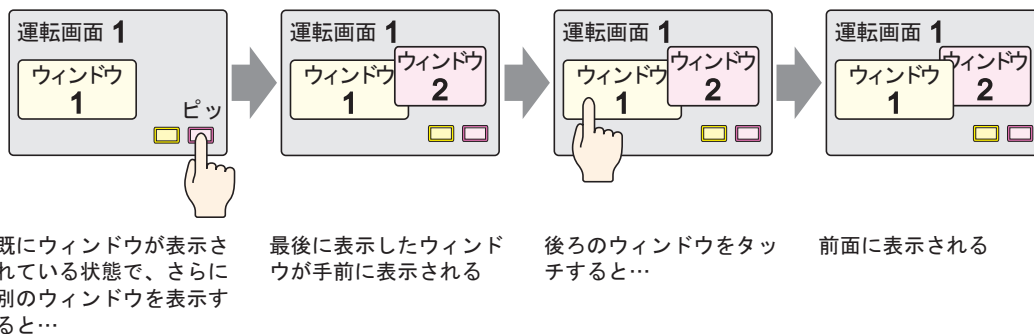 運転画面 1
ウィンドウ
1
ピッ
運転画面 1
ウィンドウ
1
ウィンドウ
2
運転画面 1
ウィンドウ
1
ウィンドウ
2
運転画面 1
ウィンドウ
1
ウィンドウ
2
既にウィンドウが表示さ
れている状態で、さらに
別のウィンドウを表示す
ると…
最後に表示したウィンド
ウが手前に表示される
後ろのウィンドウをタッ
チすると…
前面に表示される